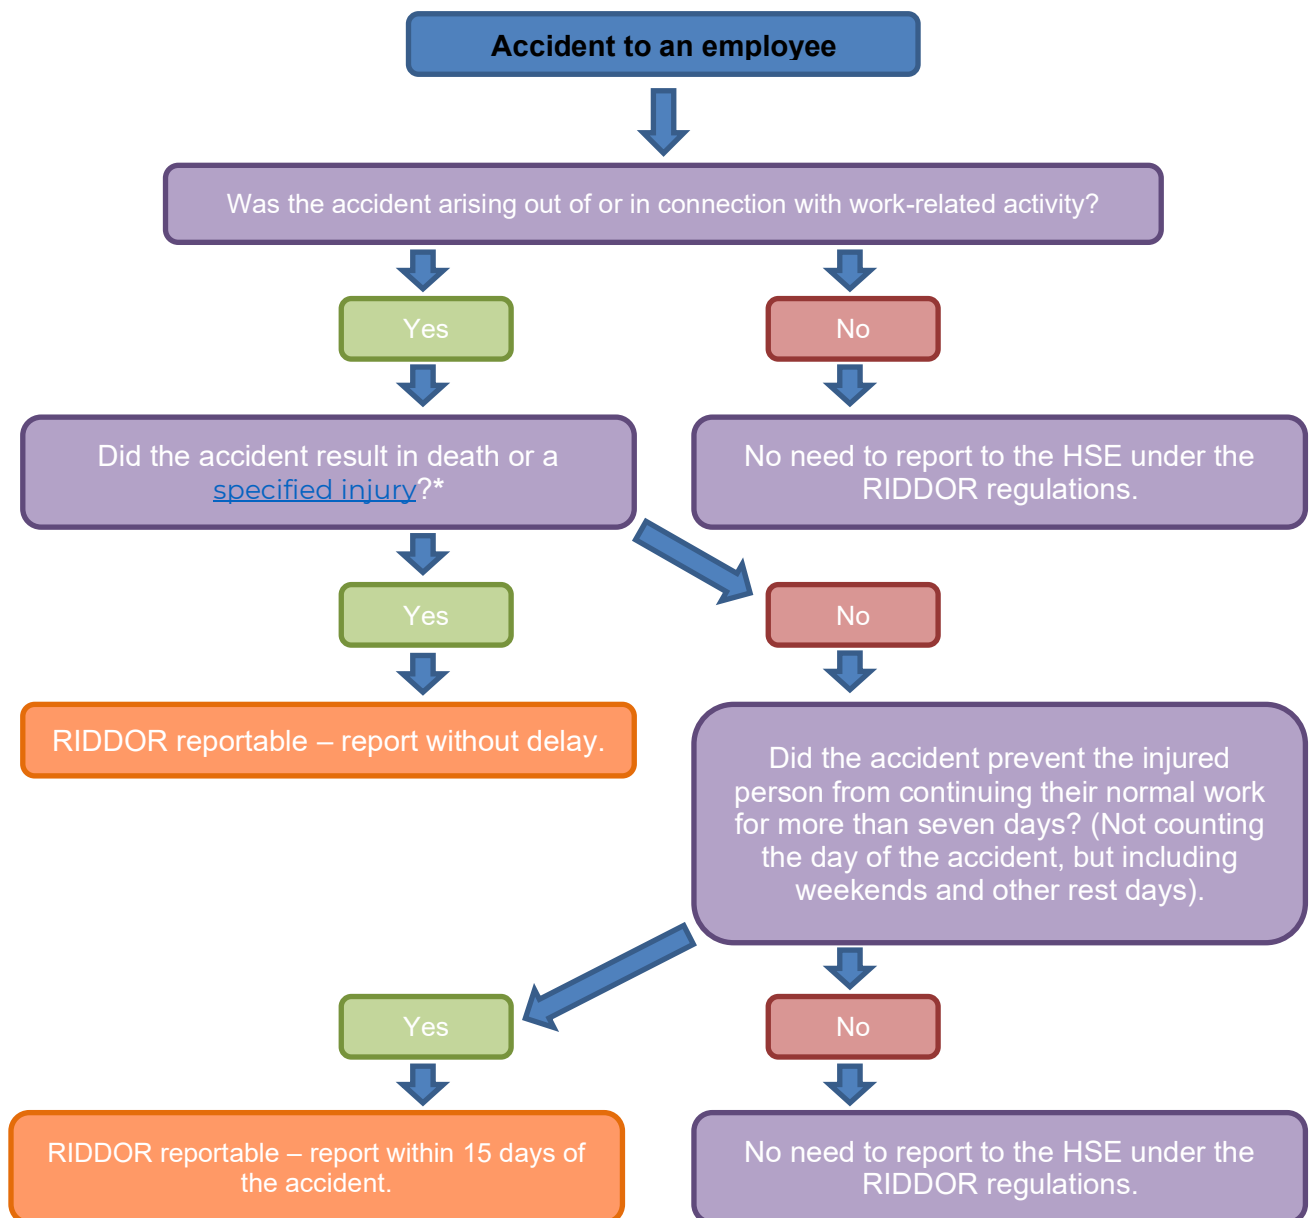 Accident to an employee
Was the accident arising out of or in connection with work-related activity?
Yes
No
Did the accident result in death or a
specified injury?*
No need to report to the HSE under the
RIDDOR regulations.
Yes
No
RIDDOR reportable – report without delay.
Did the accident prevent the injured
person from continuing their normal work
for more than seven days? (Not counting
the day of the accident, but including
weekends and other rest days).
Yes
No
RIDDOR reportable – report within 15 days of
the accident.
No need to report to the HSE under the
RIDDOR regulations.